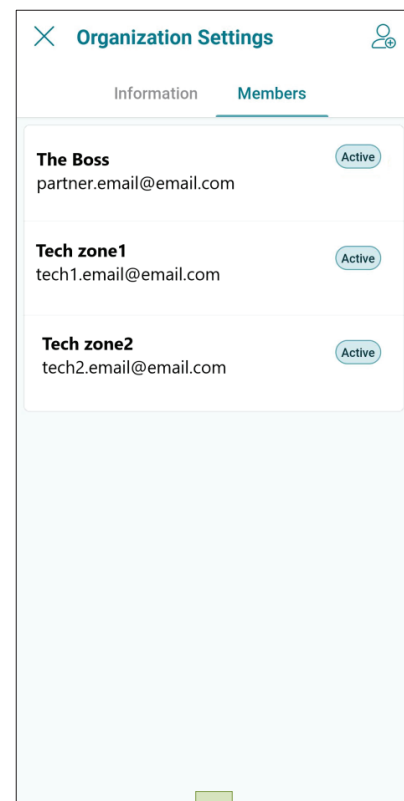 Organization Settings
Information Members
The Boss Active
partner.email@email.com
Tech zone1 Active
tech1.email@email.com
Tech zone2 Active
tech2.email@email.com